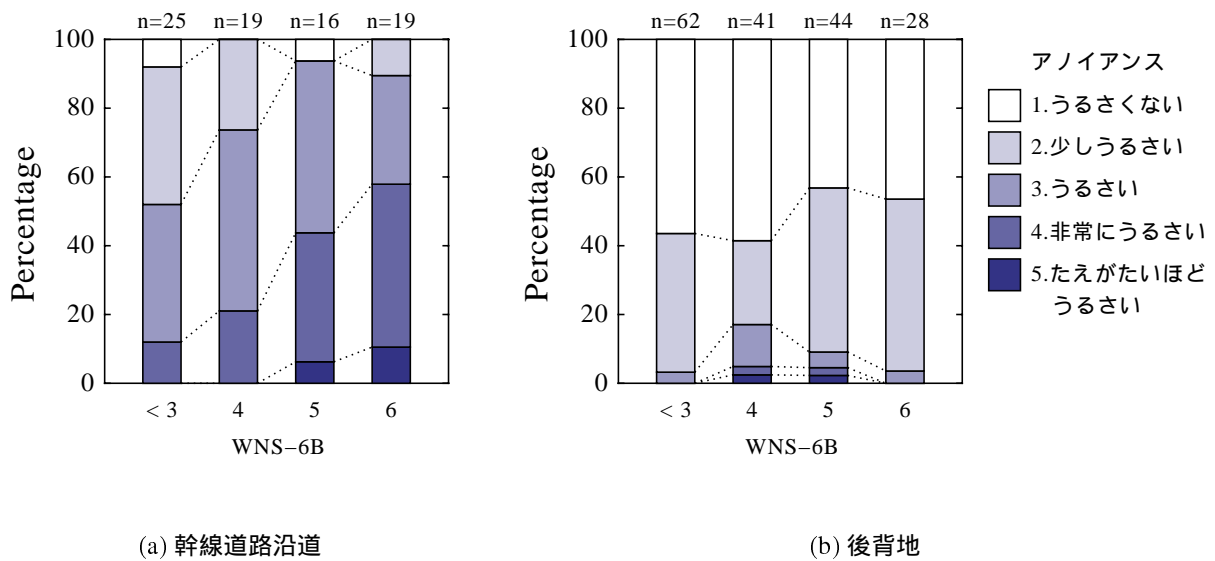 n=25 n=19 n=16 n=19
100
80
60
40
20
0
Percentage
< 3 4 5 6
WNS−6B
(a) 幹線道路沿道
n=62 n=41 n=44 n=28
100
80
60
40
20
0
Percentage
< 3 4 5 6
WNS−6B
(b) 後背地
アノイアンス
1.うるさくない
2.少しうるさい
3.うるさい
4.非常にうるさい
5.たえがたいほど
うるさい